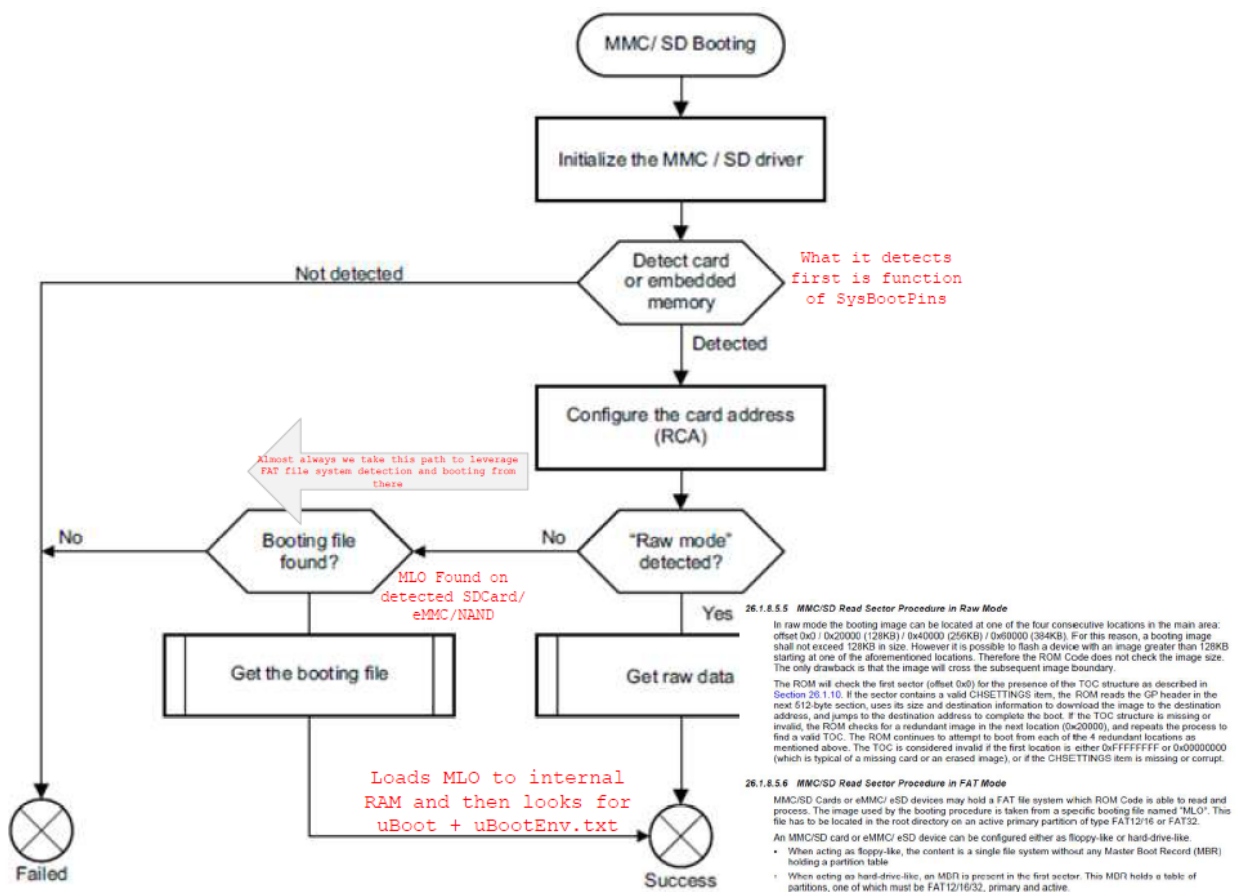 MMC/ SD Booting
Initialize the MMC / SD driver
Not detected
Detect card
or embedded
memory
What it detects
first is function
of SysBootPins
Detected
Configure the card address
(RCA)
Almost always we take this path to leverage
FAT file system detection and booting from
there
No
Booting file
found?
No
"Raw mode"
detected?
MLO Found on
detected SDCard/
eMMC/NAND
Yes
Get the booting file
Get raw data
26.1.8.5.5 MMC/SD Read Sector Procedure in Raw Mode
In raw mode the booting image can be located at one of the four consecutive locations in the main area:
offset 0x0 / 0x20000 (128KB) / 0x40000 (256KB) / 0x60000 (384KB). For this reason, a booting image
shall not exceed 128KB in size. However it is possible to flash a device with an image greater than 128KB
starting at one of the aforementioned locations. Therefore the ROM Code does not check the image size.
The only drawback is that the image will cross the subsequent image boundary.
The ROM will check the first sector (offset 0x0) for the presence of the TOC structure as described in
Section 26.1.10. If the sector contains a valid CHSETTINGS item, the ROM reads the GP header in the
next 512-byte section, uses its size and destination information to download the image to the destination
address, and jumps to the destination address to complete the boot. If the TOC structure is missing or
invalid, the ROM checks for a redundant image in the next location (0x20000), and repeats the process to
find a valid TOC. The ROM continues to attempt to boot from each of the 4 redundant locations as
mentioned above. The TOC is considered invalid if the first location is either 0xFFFFFFFF or 0x00000000
(which is typical of a missing card or an erased image), or if the CHSETTINGS item is missing or corrupt.
26.1.8.5.6 MMC/SD Read Sector Procedure in FAT Mode
MMC/SD Cards or eMMC/ eSD devices may hold a FAT file system which ROM Code is able to read and
process. The image used by the booting procedure is taken from a specific booting file named "MLO". This
file has to be located in the root directory on an active primary partition of type FAT12/16 or FAT32.
An MMC/SD card or eMMC/ eSD device can be configured either as floppy-like or hard-drive-like.
• When acting as floppy-like, the content is a single file system without any Master Boot Record (MBR)
holding a partition table
• When acting as hard-drive-like, an MBR is present in the first sector. This MBR holds a table of
partitions, one of which must be FAT12/16/32, primary and active.
Loads MLO to internal
RAM and then looks for
uBoot + uBootEnv.txt
Failed
Success